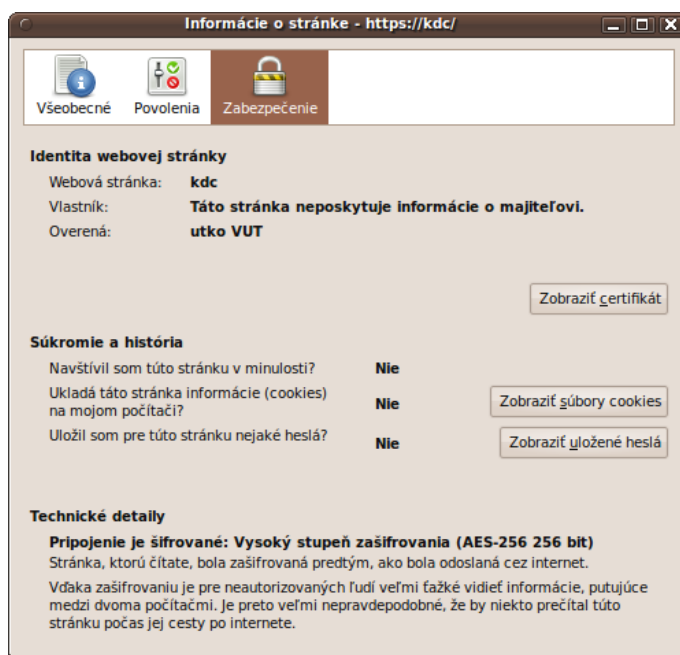 Informácie o stránke - https://kdc/
Všeobecné Povolenia Zabezpečenie
Identita webovej stránky
Webová stránka: kdc
Vlastník: Táto stránka neposkytuje informácie o majiteľovi.
Overená: utko VUT
Zobraziť certifikát
Súkromie a história
Navštívil som túto stránku v minulosti? Nie
Ukladá táto stránka informácie (cookies)
na mojom počítači? Nie Zobraziť súbory cookies
Uložil som pre túto stránku nejaké heslá? Nie Zobraziť uložené heslá
Technické detaily
Pripojenie je šifrované: Vysoký stupeň zašifrovania (AES-256 256 bit)
Stránka, ktorú čítate, bola zašifrovaná predtým, ako bola odoslaná cez internet.
Vďaka zašifrovaniu je pre neautorizovaných ľudí veľmi ťažké vidieť informácie, putujúce
medzi dvoma počítačmi. Je preto veľmi nepravdepodobné, že by niekto prečítal túto
stránku počas jej cesty po internete.